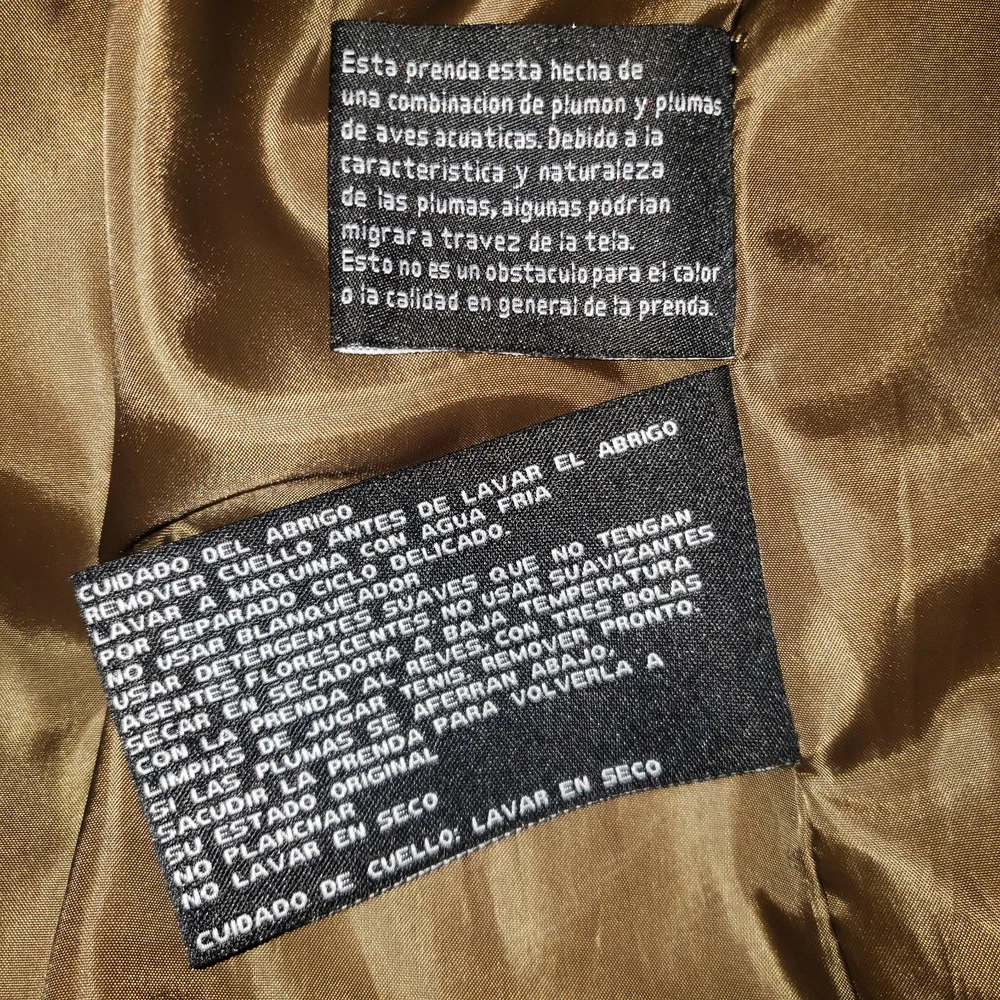 Esta prenda esta hecha de
una combinacion de plumon y plumas
de aves acuaticas. Debido a la
caracteristica y naturaleza
de las plumas, algunas podrian
migrar a travez de la tela.
Esto no es un obstaculo para el calor
o la calidad en general de la prenda.
CUIDADO DEL ABRIGO
REMOVER CUELLO ANTES DE LAVAR EL ABRIGO
LAVAR A MAQUINA CON AGUA FRIA
POR SEPARADO CICLO DELICADO.
NO USAR BLANQUEADOR
USAR DETERGENTES SUAVES QUE NO TENGAN
AGENTES FLORESCENTES NO USAR SUAVIZANTES
SECAR EN SECADORA A BAJA TEMPERATURA
CON LA PRENDA AL REVES.CON TRES BOLAS
LIMPIAS DE JUGAR TENIS. REMOVER PRONTO.
SI LAS PLUMAS SE AFERRAN ABAJO,
SACUDIR LA PRENDA PARA VOLVERLA A
SU ESTADO ORIGINAL
NO PLANCHAR
NO LAVAR EN SECO
CUIDADO DE CUELLO: LAVAR EN SECO